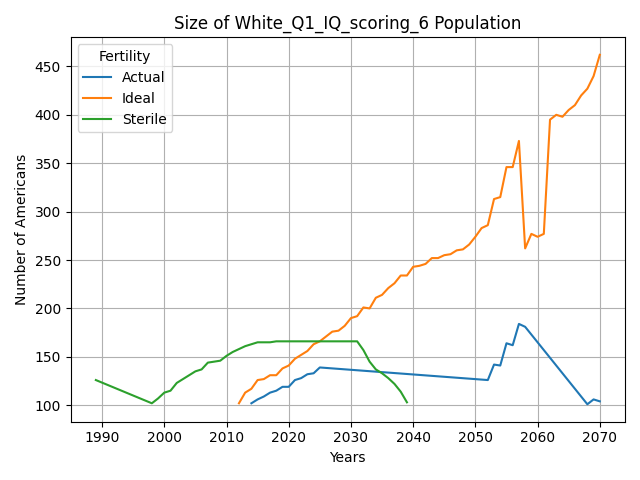 Size of White_Q1_IQ_scoring_6 Population
Fertility
Actual
Ideal
Sterile
Number of Americans
450
400
350
300
250
200
150
100
1990 2000 2010 2020 2030 2040 2050 2060 2070
Years